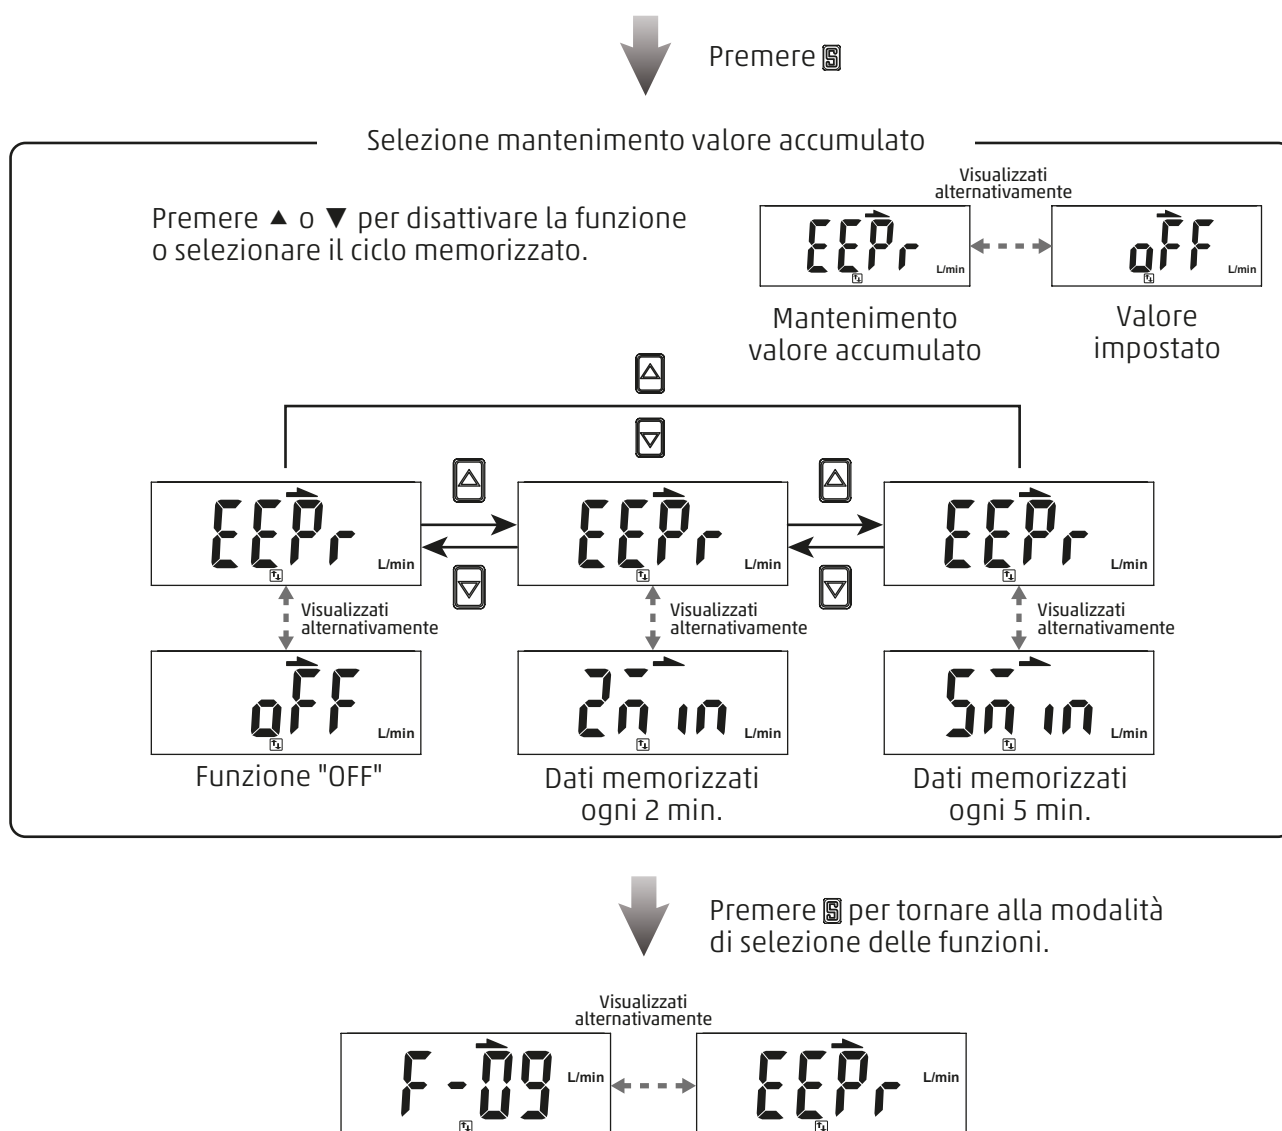 Premere S
Selezione mantenimento valore accumulato
Visualizzati
alternativamente
Premere ▲ o ▼ per disattivare la funzione
o selezionare il ciclo memorizzato.
EEPr L/min
oFF L/min
Mantenimento
valore accumulato
Valore
impostato
EEPr L/min
EEPr L/min
EEPr L/min
Visualizzati
alternativamente
Visualizzati
alternativamente
Visualizzati
alternativamente
oFF L/min
2min L/min
5min L/min
Funzione "OFF"
Dati memorizzati
ogni 2 min.
Dati memorizzati
ogni 5 min.
Premere S per tornare alla modalità
di selezione delle funzioni.
Visualizzati
alternativamente
F-09 L/min
EEPr L/min